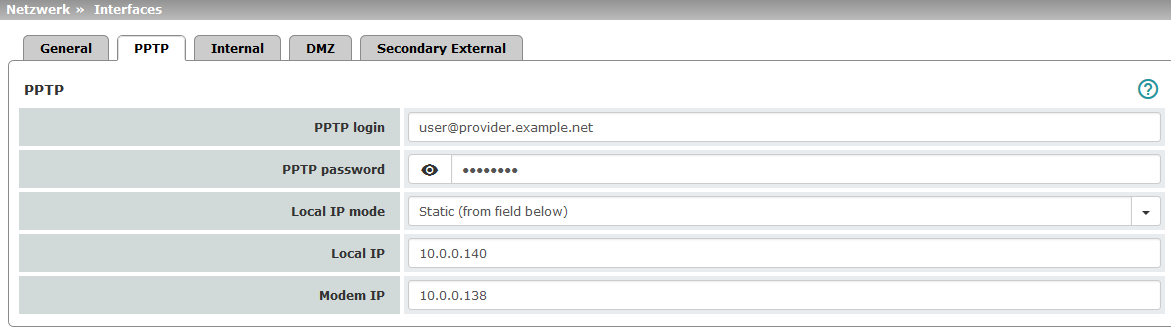 Netzwerk » Interfaces
General PPTP Internal DMZ Secondary External
PPTP
PPTP login user@provider.example.net
PPTP password ••••••••
Local IP mode Static (from field below)
Local IP 10.0.0.140
Modem IP 10.0.0.138